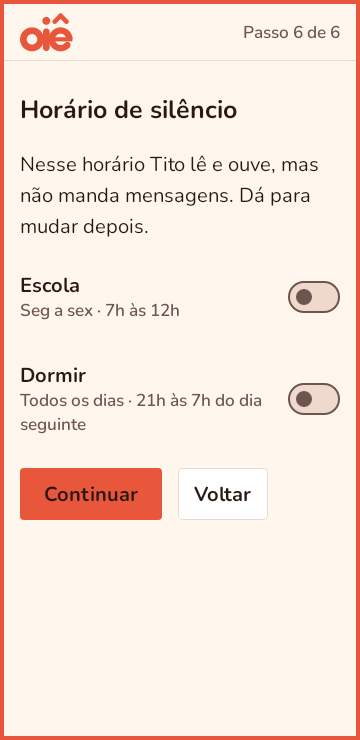 oiê
Passo 6 de 6
Horário de silêncio
Nesse horário Tito lê e ouve, mas
não manda mensagens. Dá para
mudar depois.
Escola
Seg a sex · 7h às 12h
Dormir
Todos os dias · 21h às 7h do dia
seguinte
Continuar
Voltar